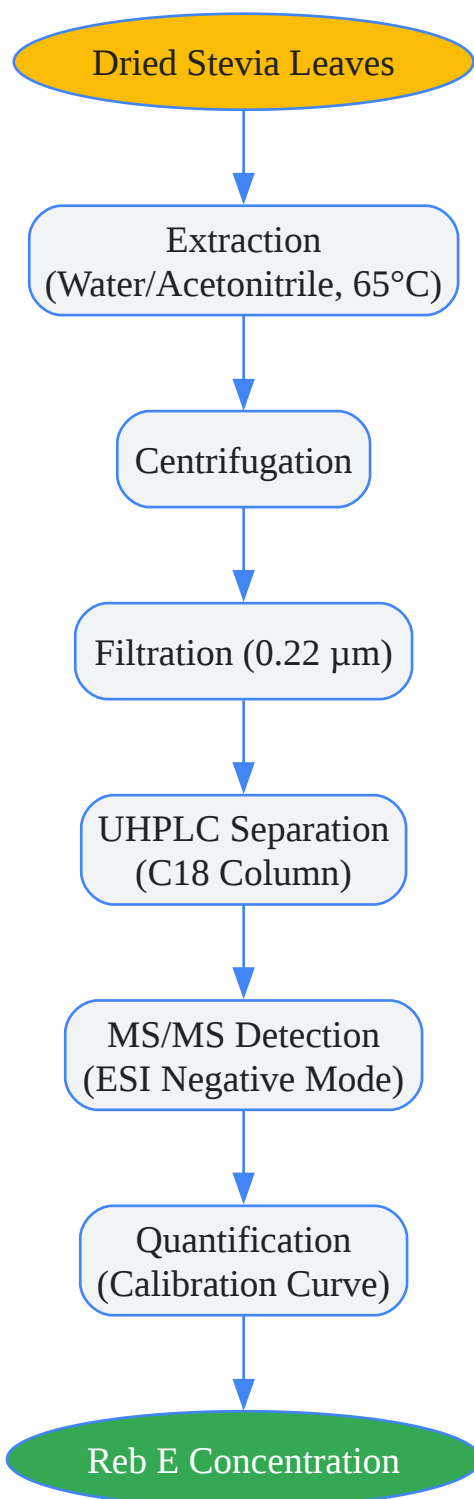 Dried Stevia Leaves
Extraction
(Water/Acetonitrile, 65°C)
Centrifugation
Filtration (0.22 µm)
UHPLC Separation
(C18 Column)
MS/MS Detection
(ESI Negative Mode)
Quantification
(Calibration Curve)
Reb E Concentration